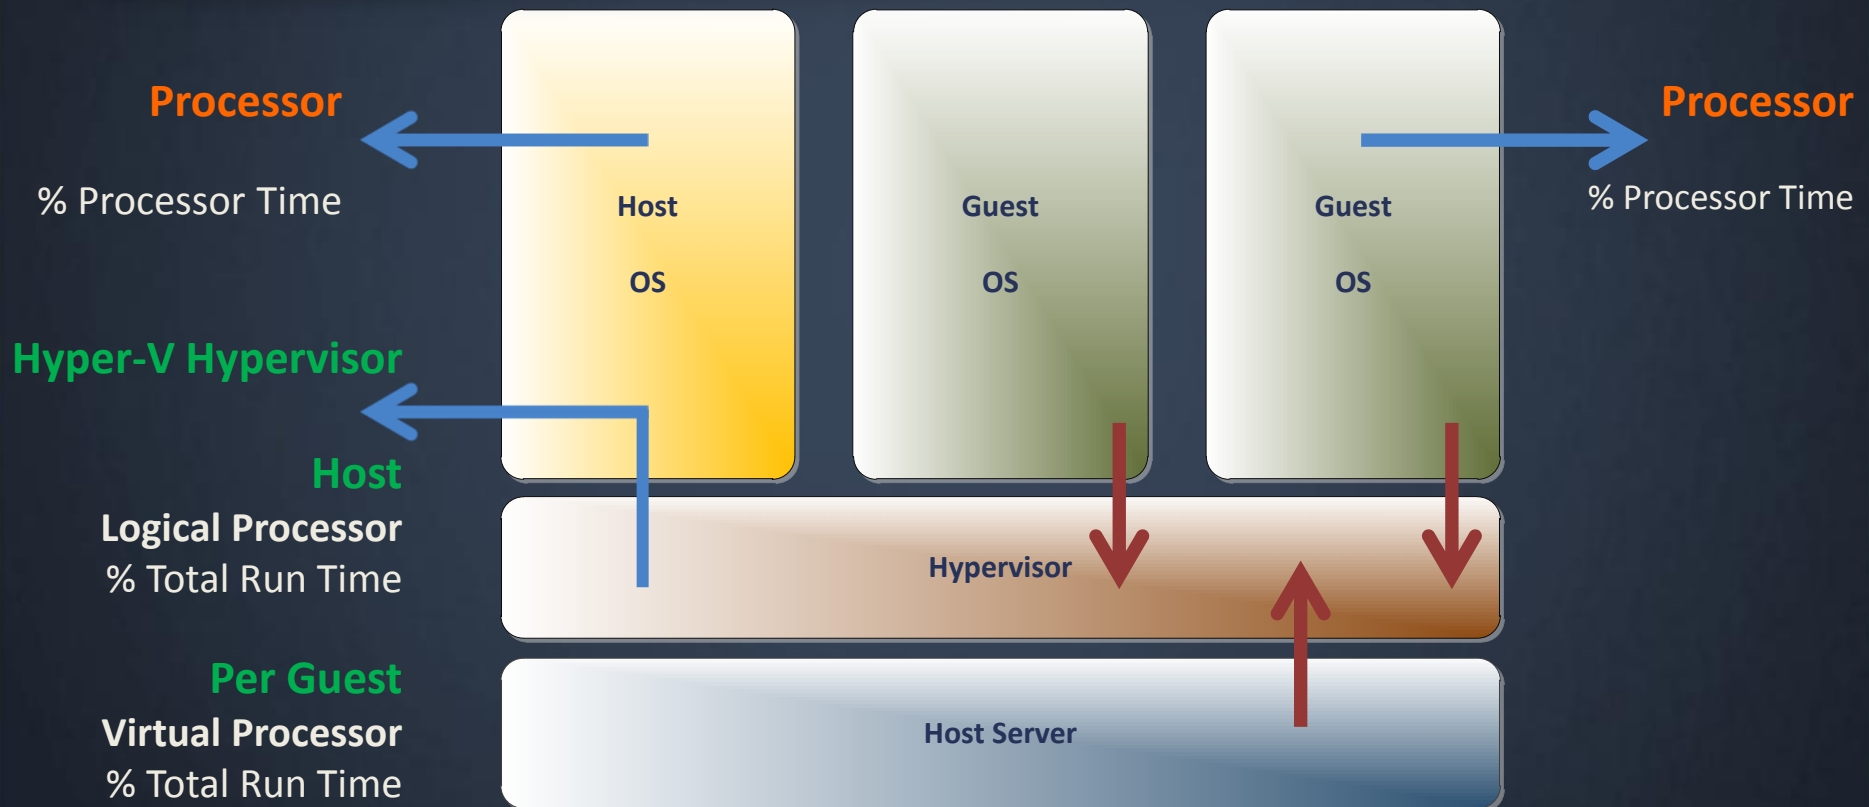 Processor
% Processor Time
Hyper-V Hypervisor
Host
Logical Processor
% Total Run Time
Per Guest
Virtual Processor
% Total Run Time
Host
OS
Guest
OS
Guest
OS
Hypervisor
Host Server
Processor
% Processor Time